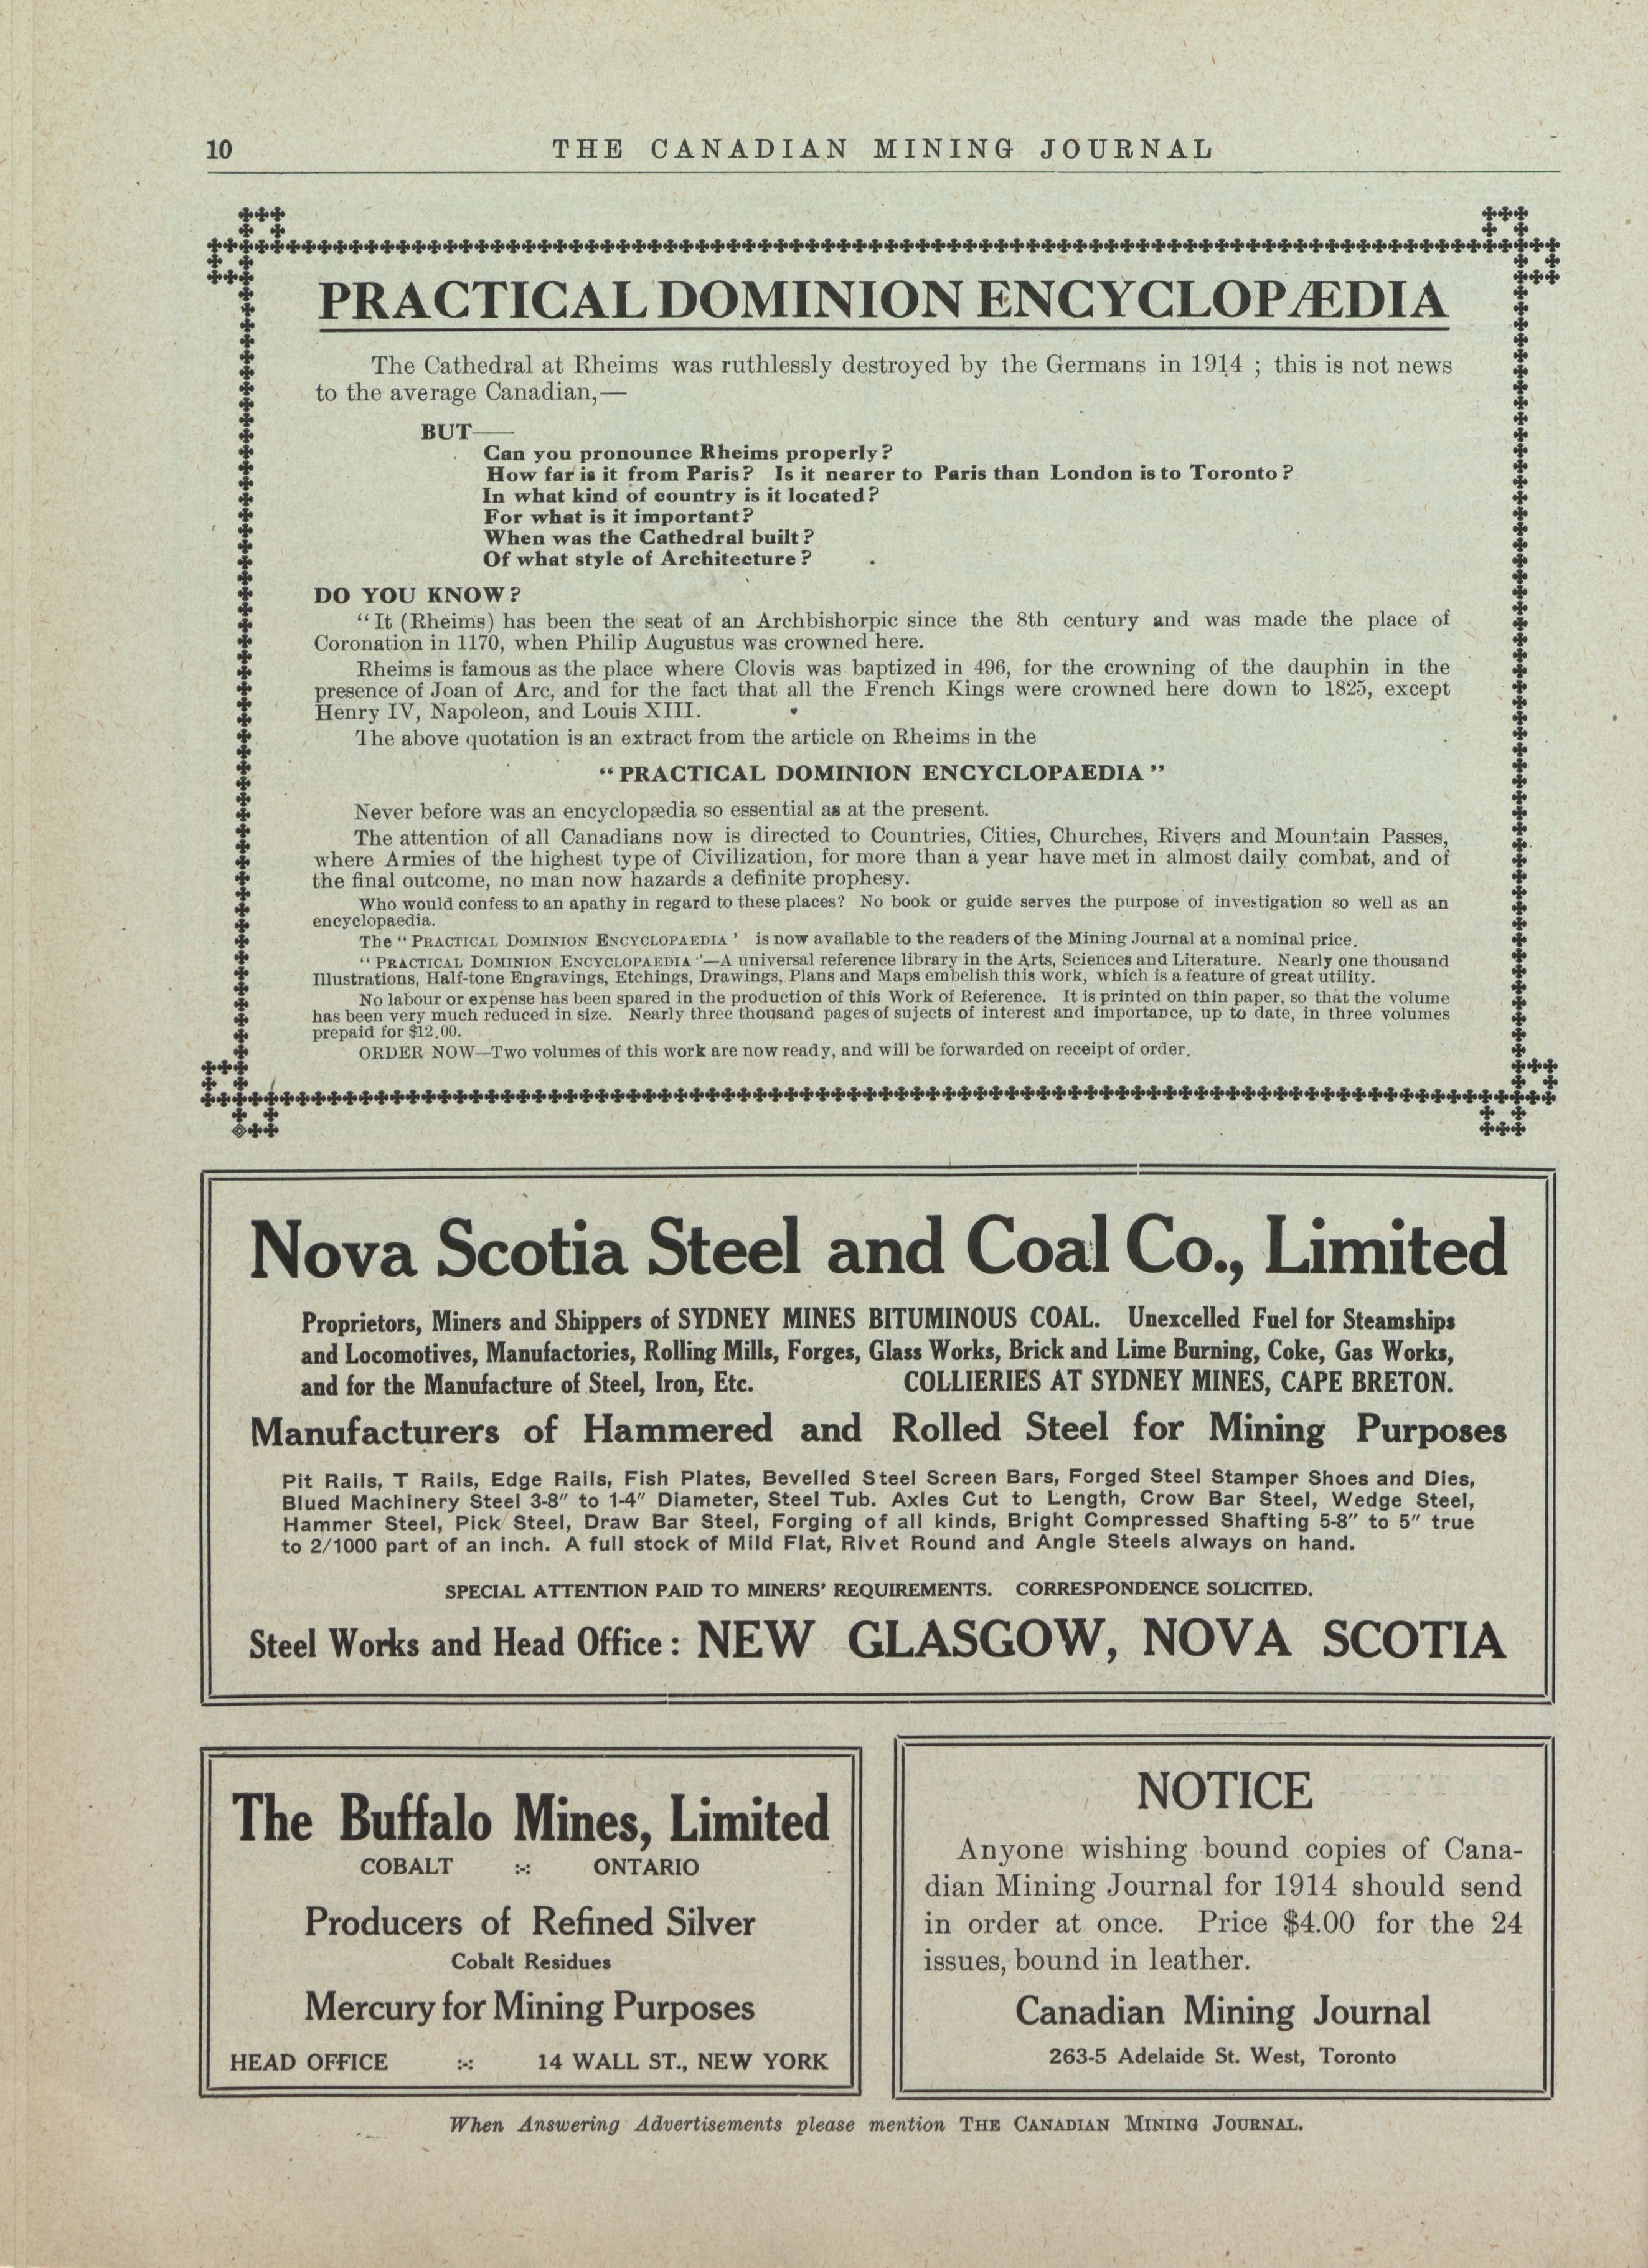 10
THE CANADIAN MINING JOURNAL
PRACTICAL DOMINION ENCYCLOPÆDIA
The Cathedral at Rheims was ruthlessly destroyed by the Germans in 1914 ; this is not news
to the average Canadian,—
BUT——
Can you pronounce Rheims properly?
How far is it from Paris? Is it nearer to Paris than London is to Toronto?
In what kind of country is it located?
For what is it important?
When was the Cathedral built?
Of what style of Architecture?
DO YOU KNOW?
"It (Rheims) has been the seat of an Archbishorpic since the 8th century and was made the place of
Coronation in 1170, when Philip Augustus was crowned here.
Rheims is famous as the place where Clovis was baptized in 496, for the crowning of the dauphin in the
presence of Joan of Arc, and for the fact that all the French Kings were crowned here down to 1825, except
Henry IV, Napoleon, and Louis XIII.
The above quotation is an extract from the article on Rheims in the
"PRACTICAL DOMINION ENCYCLOPAEDIA"
Never before was an encyclopædia so essential as at the present.
The attention of all Canadians now is directed to Countries, Cities, Churches, Rivers and Mountain Passes,
where Armies of the highest type of Civilization, for more than a year have met in almost daily combat, and of
the final outcome, no man now hazards a definite prophesy.
Who would confess to an apathy in regard to these places? No book or guide serves the purpose of investigation so well as an
encyclopaedia.
The "PRACTICAL DOMINION ENCYCLOPAEDIA' is now available to the readers of the Mining Journal at a nominal price.
"PRACTICAL DOMINION ENCYCLOPAEDIA"—A universal reference library in the Arts, Sciences and Literature. Nearly one thousand
Illustrations, Half-tone Engravings, Etchings, Drawings, Plans and Maps embelish this work, which is a feature of great utility.
No labour or expense has been spared in the production of this Work of Reference. It is printed on thin paper, so that the volume
has been very much reduced in size. Nearly three thousand pages of sujects of interest and importance, up to date, in three volumes
prepaid for $12.00.
ORDER NOW—Two volumes of this work are now ready, and will be forwarded on receipt of order.
Nova Scotia Steel and Coal Co., Limited
Proprietors, Miners and Shippers of SYDNEY MINES BITUMINOUS COAL. Unexcelled Fuel for Steamships
and Locomotives, Manufactories, Rolling Mills, Forges, Glass Works, Brick and Lime Burning, Coke, Gas Works,
and for the Manufacture of Steel, Iron, Etc. COLLIERIES AT SYDNEY MINES, CAPE BRETON.
Manufacturers of Hammered and Rolled Steel for Mining Purposes
Pit Rails, T Rails, Edge Rails, Fish Plates, Bevelled Steel Screen Bars, Forged Steel Stamper Shoes and Dies,
Blued Machinery Steel 3-8" to 1-4" Diameter, Steel Tub. Axles Cut to Length, Crow Bar Steel, Wedge Steel,
Hammer Steel, Pick Steel, Draw Bar Steel, Forging of all kinds, Bright Compressed Shafting 5-8" to 5" true
to 2/1000 part of an inch. A full stock of Mild Flat, Rivet Round and Angle Steels always on hand.
SPECIAL ATTENTION PAID TO MINERS' REQUIREMENTS. CORRESPONDENCE SOLICITED.
Steel Works and Head Office: NEW GLASGOW, NOVA SCOTIA
The Buffalo Mines, Limited
COBALT :-: ONTARIO
Producers of Refined Silver
Cobalt Residues
Mercury for Mining Purposes
HEAD OFFICE :-: 14 WALL ST., NEW YORK
NOTICE
Anyone wishing bound copies of Cana-
dian Mining Journal for 1914 should send
in order at once. Price $4.00 for the 24
issues, bound in leather.
Canadian Mining Journal
263-5 Adelaide St. West, Toronto
When Answering Advertisements please mention THE CANADIAN MINING JOURNAL.